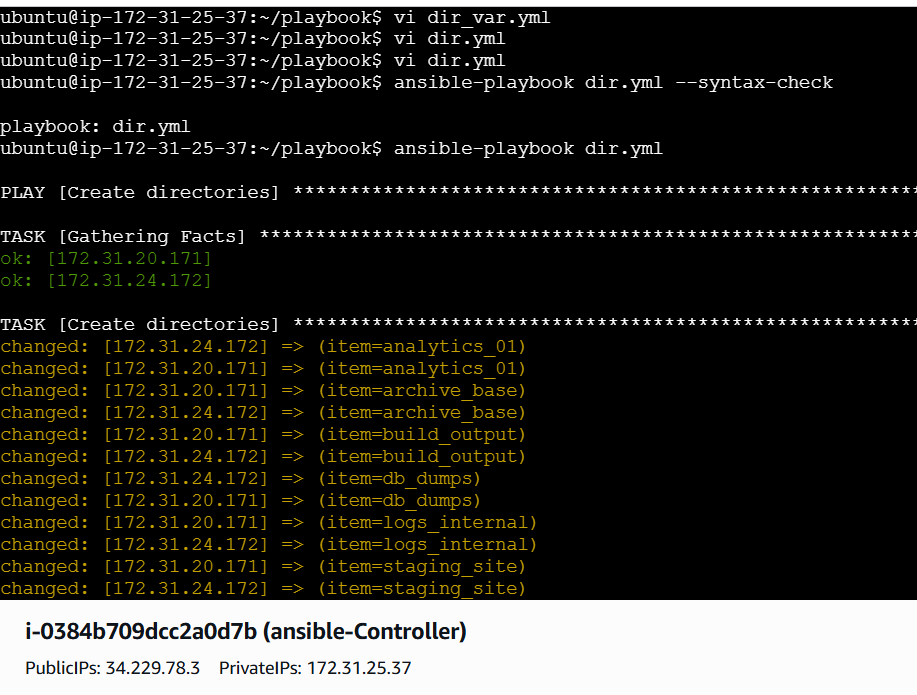 ubuntu@ip-172-31-25-37:~/playbook$ vi dir_var.yml
ubuntu@ip-172-31-25-37:~/playbook$ vi dir.yml
ubuntu@ip-172-31-25-37:~/playbook$ vi dir.yml
ubuntu@ip-172-31-25-37:~/playbook$ ansible-playbook dir.yml --syntax-check
playbook: dir.yml
ubuntu@ip-172-31-25-37:~/playbook$ ansible-playbook dir.yml
PLAY [Create directories] ********************************************************
TASK [Gathering Facts] ***********************************************************
ok: [172.31.20.171]
ok: [172.31.24.172]
TASK [Create directories] ********************************************************
changed: [172.31.24.172] => (item=analytics_01)
changed: [172.31.20.171] => (item=analytics_01)
changed: [172.31.20.171] => (item=archive_base)
changed: [172.31.24.172] => (item=archive_base)
changed: [172.31.20.171] => (item=build_output)
changed: [172.31.24.172] => (item=build_output)
changed: [172.31.24.172] => (item=db_dumps)
changed: [172.31.20.171] => (item=db_dumps)
changed: [172.31.20.171] => (item=logs_internal)
changed: [172.31.24.172] => (item=logs_internal)
changed: [172.31.20.171] => (item=staging_site)
changed: [172.31.24.172] => (item=staging_site)
i-0384b709dcc2a0d7b (ansible-Controller)
PublicIPs: 34.229.78.3 PrivateIPs: 172.31.25.37